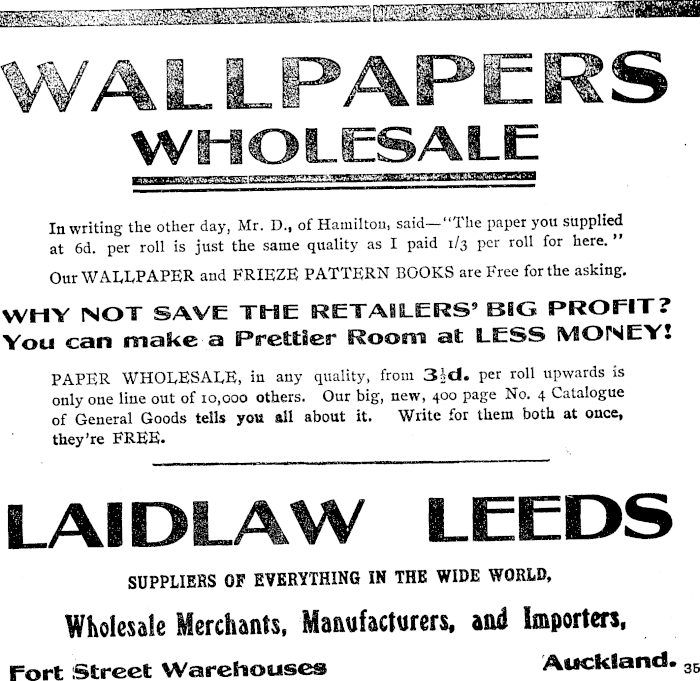 WALLPAPERS
WHOLESALE
In writing the other day, Mr. D., of Hamilton, said—"The paper you supplied
at 6d. per roll is just the same quality as I paid 1/3 per roll for here."
Our WALLPAPER and FRIEZE PATTERN BOOKS are Free for the asking.
WHY NOT SAVE THE RETAILERS' BIG PROFIT?
You can make a Prettier Room at LESS MONEY!
PAPER WHOLESALE, in any quality, from 3½d. per roll upwards is
only one line out of 10,000 others. Our big, new, 400 page No. 4 Catalogue
of General Goods tells you all about it. Write for them both at once,
they're FREE.
LAIDLAW LEEDS
SUPPLIERS OF EVERYTHING IN THE WIDE WORLD,
Wholesale Merchants, Manufacturers, and Importers,
Fort Street Warehouses Auckland. 35